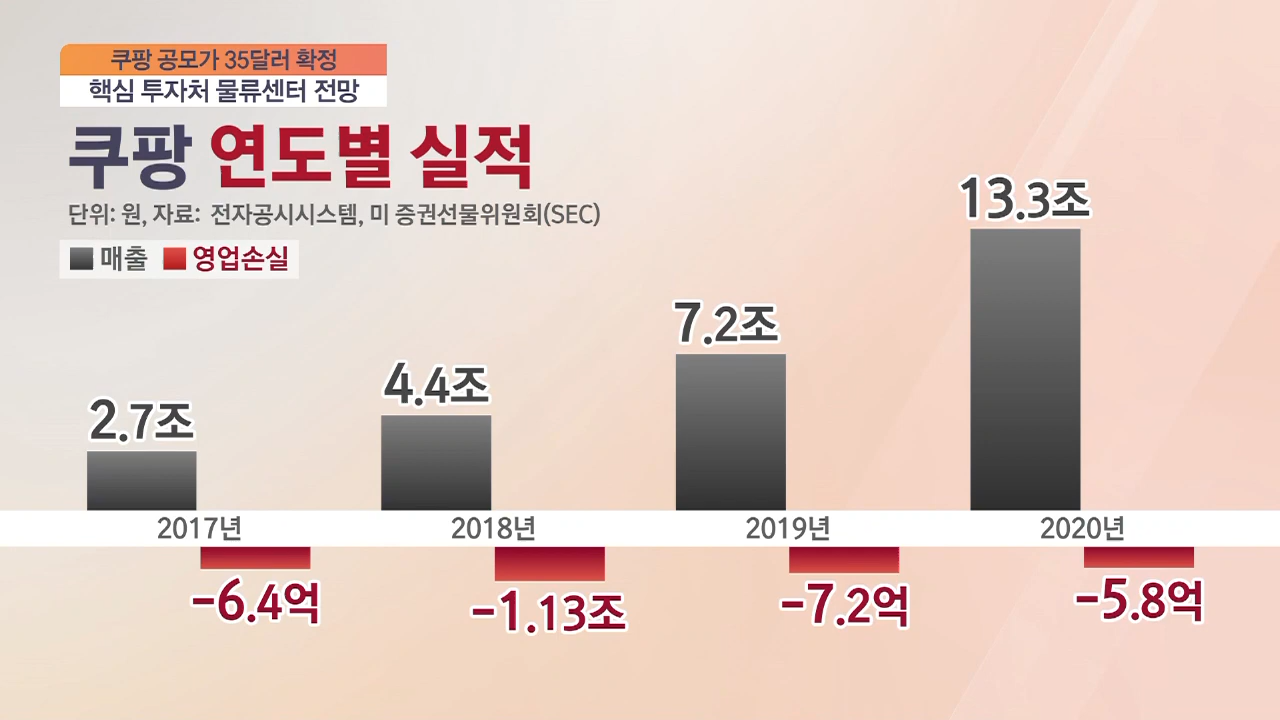 쿠팡 공모가 35달러 확정
핵심 투자처 물류센터 전망
쿠팡 연도별 실적
단위: 원, 자료: 전자공시시스템, 미 증권선물위원회(SEC)
매출 영업손실
2.7조
4.4조
7.2조
13.3조
2017년
2018년
2019년
2020년
-6.4억
-1.13조
-7.2억
-5.8억